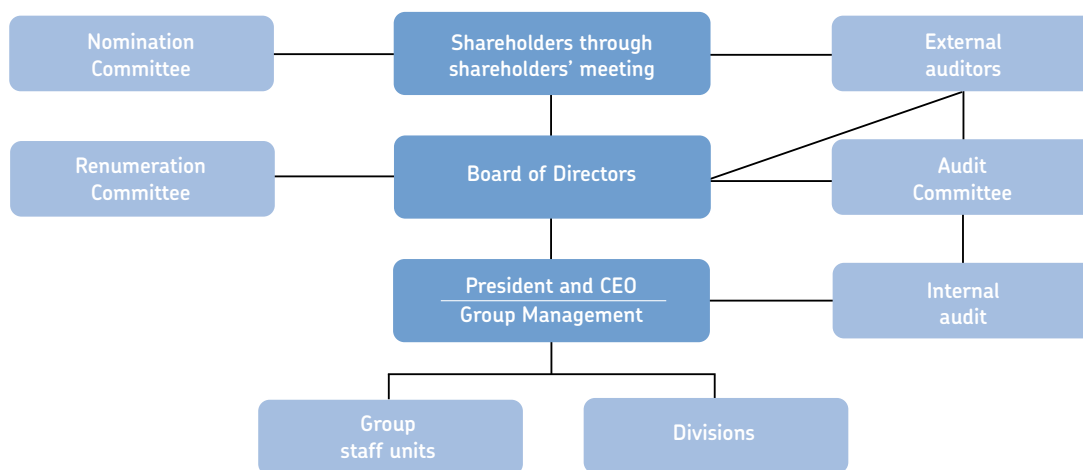 Nomination
Committee
Shareholders through
shareholders’ meeting
External
auditors
Renumeration
Committee
Board of Directors
Audit
Committee
President and CEO
Group Management
Internal
audit
Group
staff units
Divisions